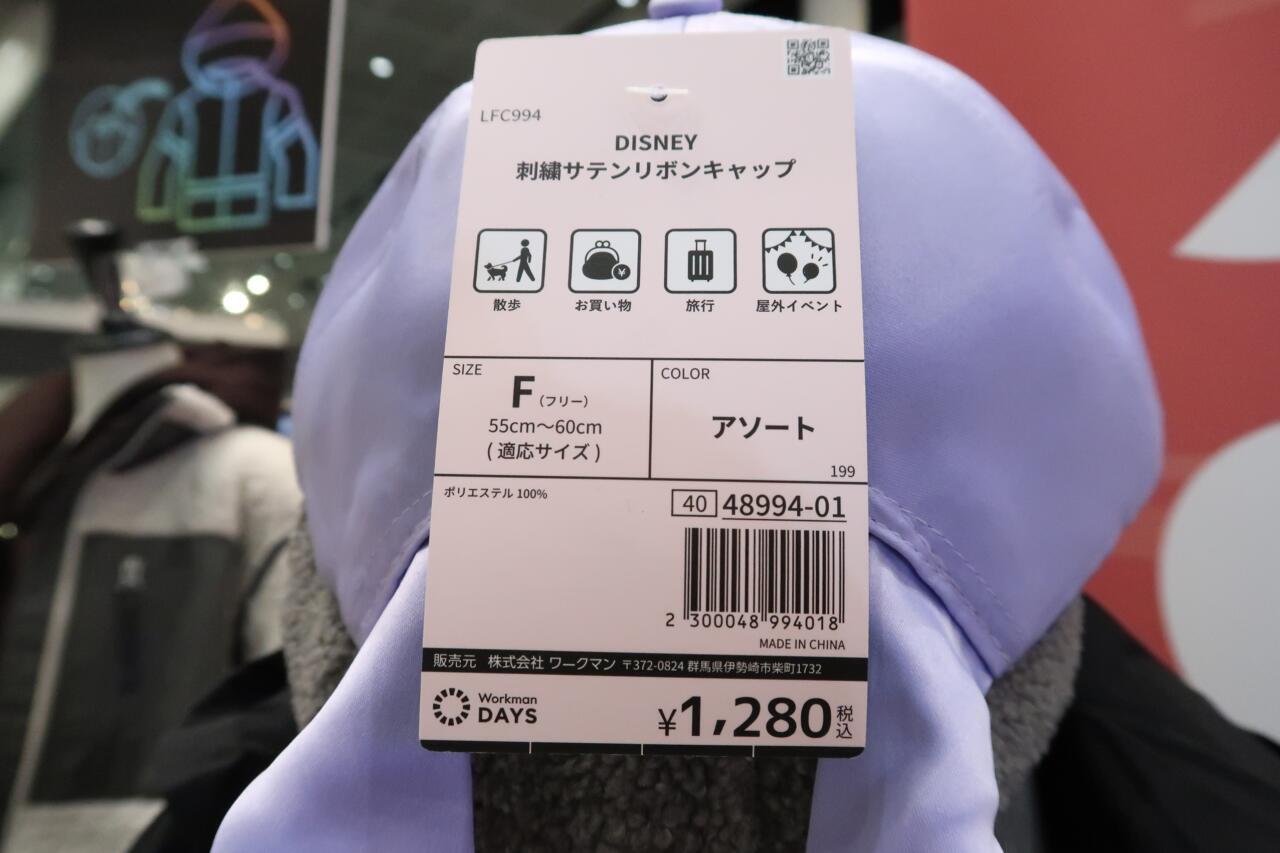 LFC994
DISNEY
刺繍サテンリボンキャップ
散歩 お買い物 旅行 屋外イベント
SIZE
F (フリー)
55cm〜60cm
(適応サイズ)
COLOR
アソート
199
ポリエステル 100%
40 48994-01
2 300048 994018
MADE IN CHINA
販売元 株式会社 ワークマン 〒372-0824 群馬県伊勢崎市柴町1732
Workman
DAYS
¥1,280税込